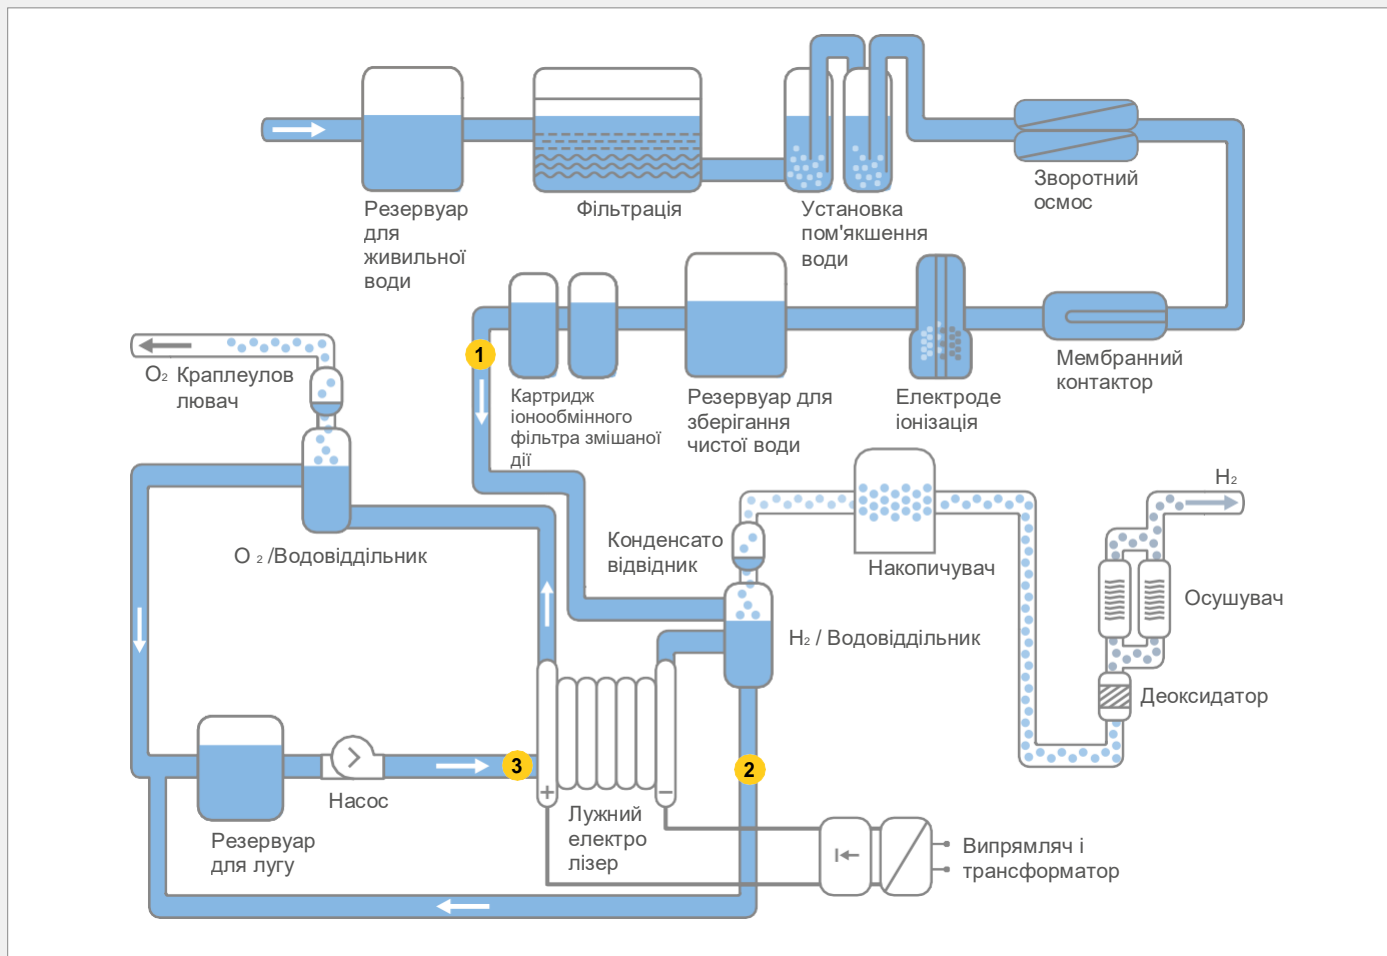 Резервуар
для
живильної
води
Фільтрація
Установка
пом'якшення
води
Зворотний
осмос
1
Картридж
іонообмінного
фільтра змішаної
дії
Резервуар для
зберігання
чистої води
Електроде
іонізація
Мембранний
контактор
O₂ Краплеулов
лювач
O ₂ /Водовіддільник
Конденсато
відвідник
Накопичувач
H₂
Осушувач
H₂ / Водовіддільник
Деоксидатор
3
2
+
−
Насос
Резервуар
для лугу
Лужний
електро
лізер
Випрямляч і
трансформатор